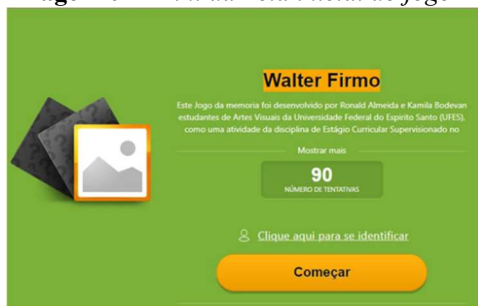 Walter Firmo
Este Jogo da memoria foi desenvolvido por Ronald Almeida e Kamila Bodevan
estudantes de Artes Visuais da Universidade Federal do Espirito Santo (UFES),
como uma atividade da disciplina de Estágio Curricular Supervisionado no
Mostrar mais
90
NÚMERO DE TENTATIVAS
Clique aqui para se identificar
Começar